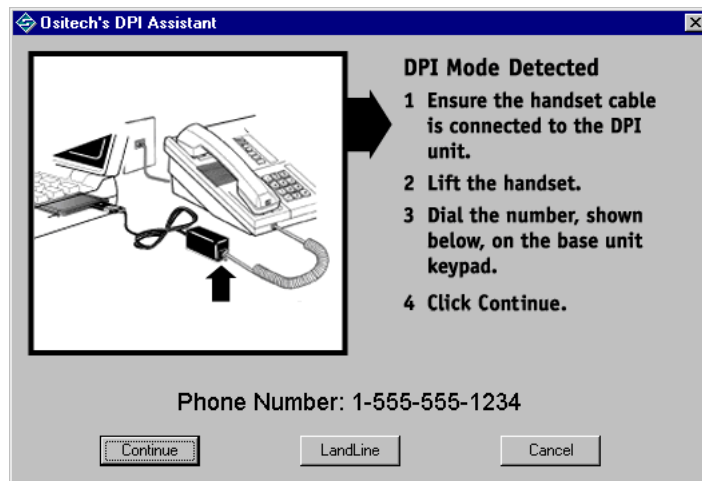 Ositech's DPI Assistant
DPI Mode Detected
1 Ensure the handset cable
is connected to the DPI
unit.
2 Lift the handset.
3 Dial the number, shown
below, on the base unit
keypad.
4 Click Continue.
Phone Number: 1-555-555-1234
Continue
LandLine
Cancel